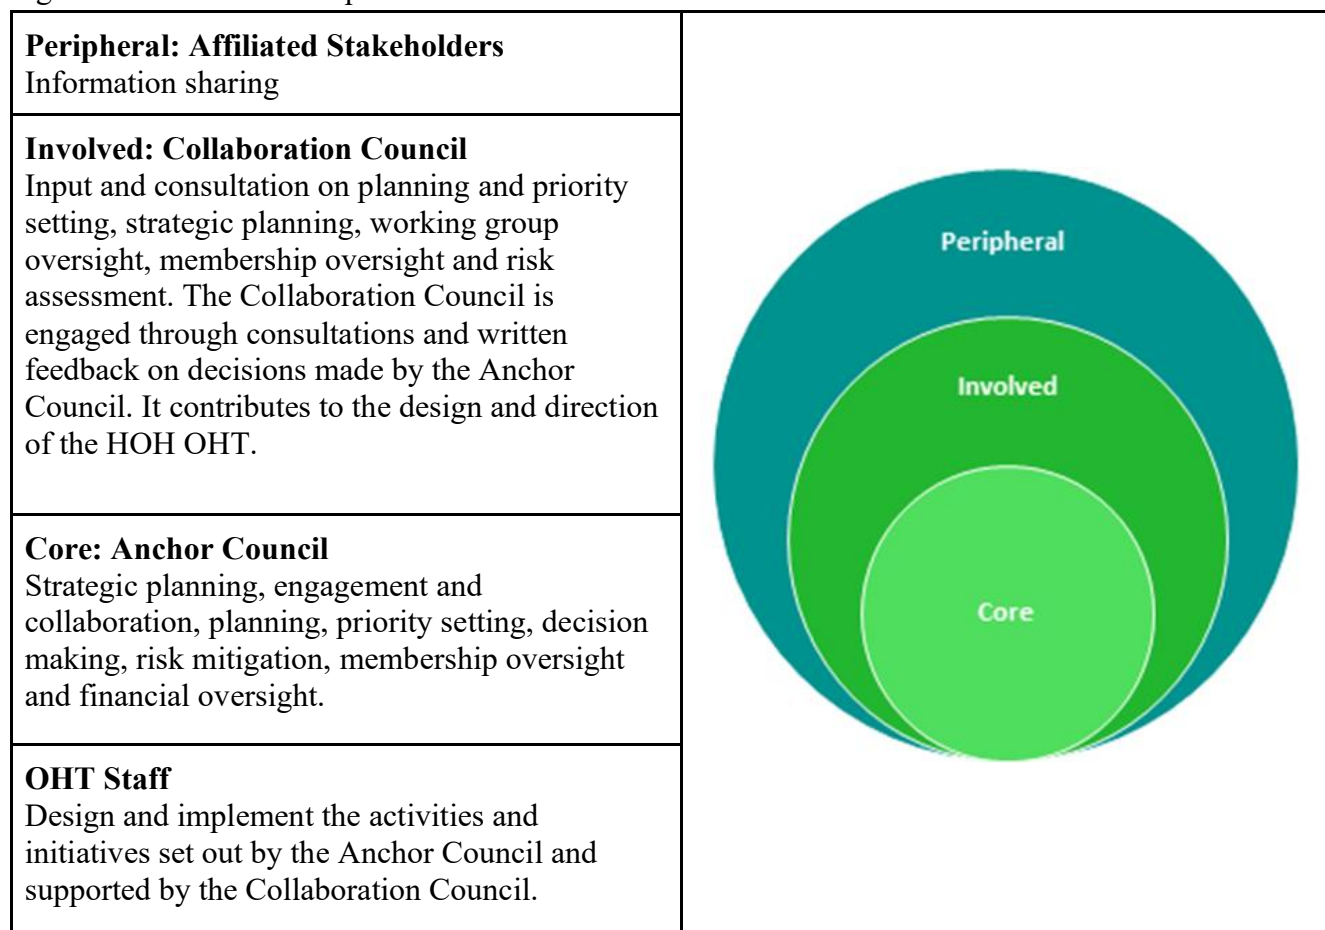 Peripheral: Affiliated Stakeholders
Information sharing
Involved: Collaboration Council
Input and consultation on planning and priority
setting, strategic planning, working group
oversight, membership oversight and risk
assessment. The Collaboration Council is
engaged through consultations and written
feedback on decisions made by the Anchor
Council. It contributes to the design and direction
of the HOH OHT.
Core: Anchor Council
Strategic planning, engagement and
collaboration, planning, priority setting, decision
making, risk mitigation, membership oversight
and financial oversight.
OHT Staff
Design and implement the activities and
initiatives set out by the Anchor Council and
supported by the Collaboration Council.
Peripheral
Involved
Core